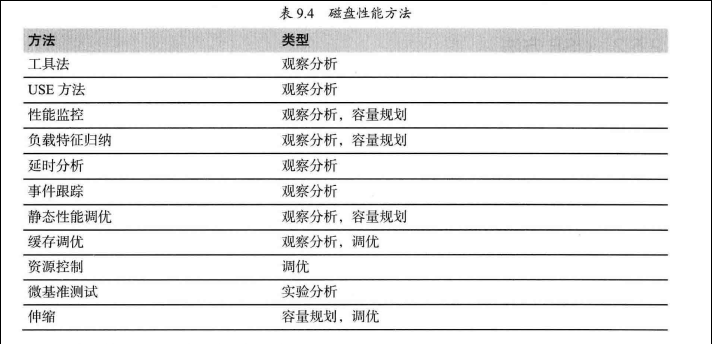 表 9.4 磁盘性能方法
方法 类型
工具法 观察分析
USE 方法 观察分析
性能监控 观察分析，容量规划
负载特征归纳 观察分析，容量规划
延时分析 观察分析
事件跟踪 观察分析
静态性能调优 观察分析，容量规划
缓存调优 观察分析，调优
资源控制 调优
微基准测试 实验分析
伸缩 容量规划，调优